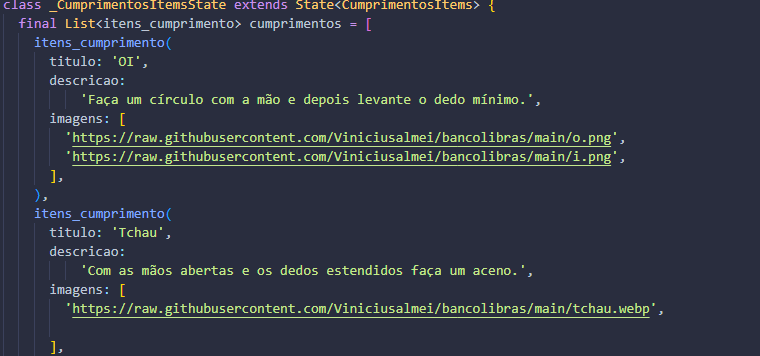 class _CumprimentosItemsState extends State<CumprimentosItems> {
final List<itens_cumprimento> cumprimentos = [
itens_cumprimento(
titulo: 'OI',
descricao:
'Faça um círculo com a mão e depois levante o dedo mínimo.',
imagens: [
'https://raw.githubusercontent.com/Viniciusalmei/bancolibras/main/o.png',
'https://raw.githubusercontent.com/Viniciusalmei/bancolibras/main/i.png',
],
),
itens_cumprimento(
titulo: 'Tchau',
descricao:
'Com as mãos abertas e os dedos estendidos faça um aceno.',
imagens: [
'https://raw.githubusercontent.com/Viniciusalmei/bancolibras/main/tchau.webp',
],